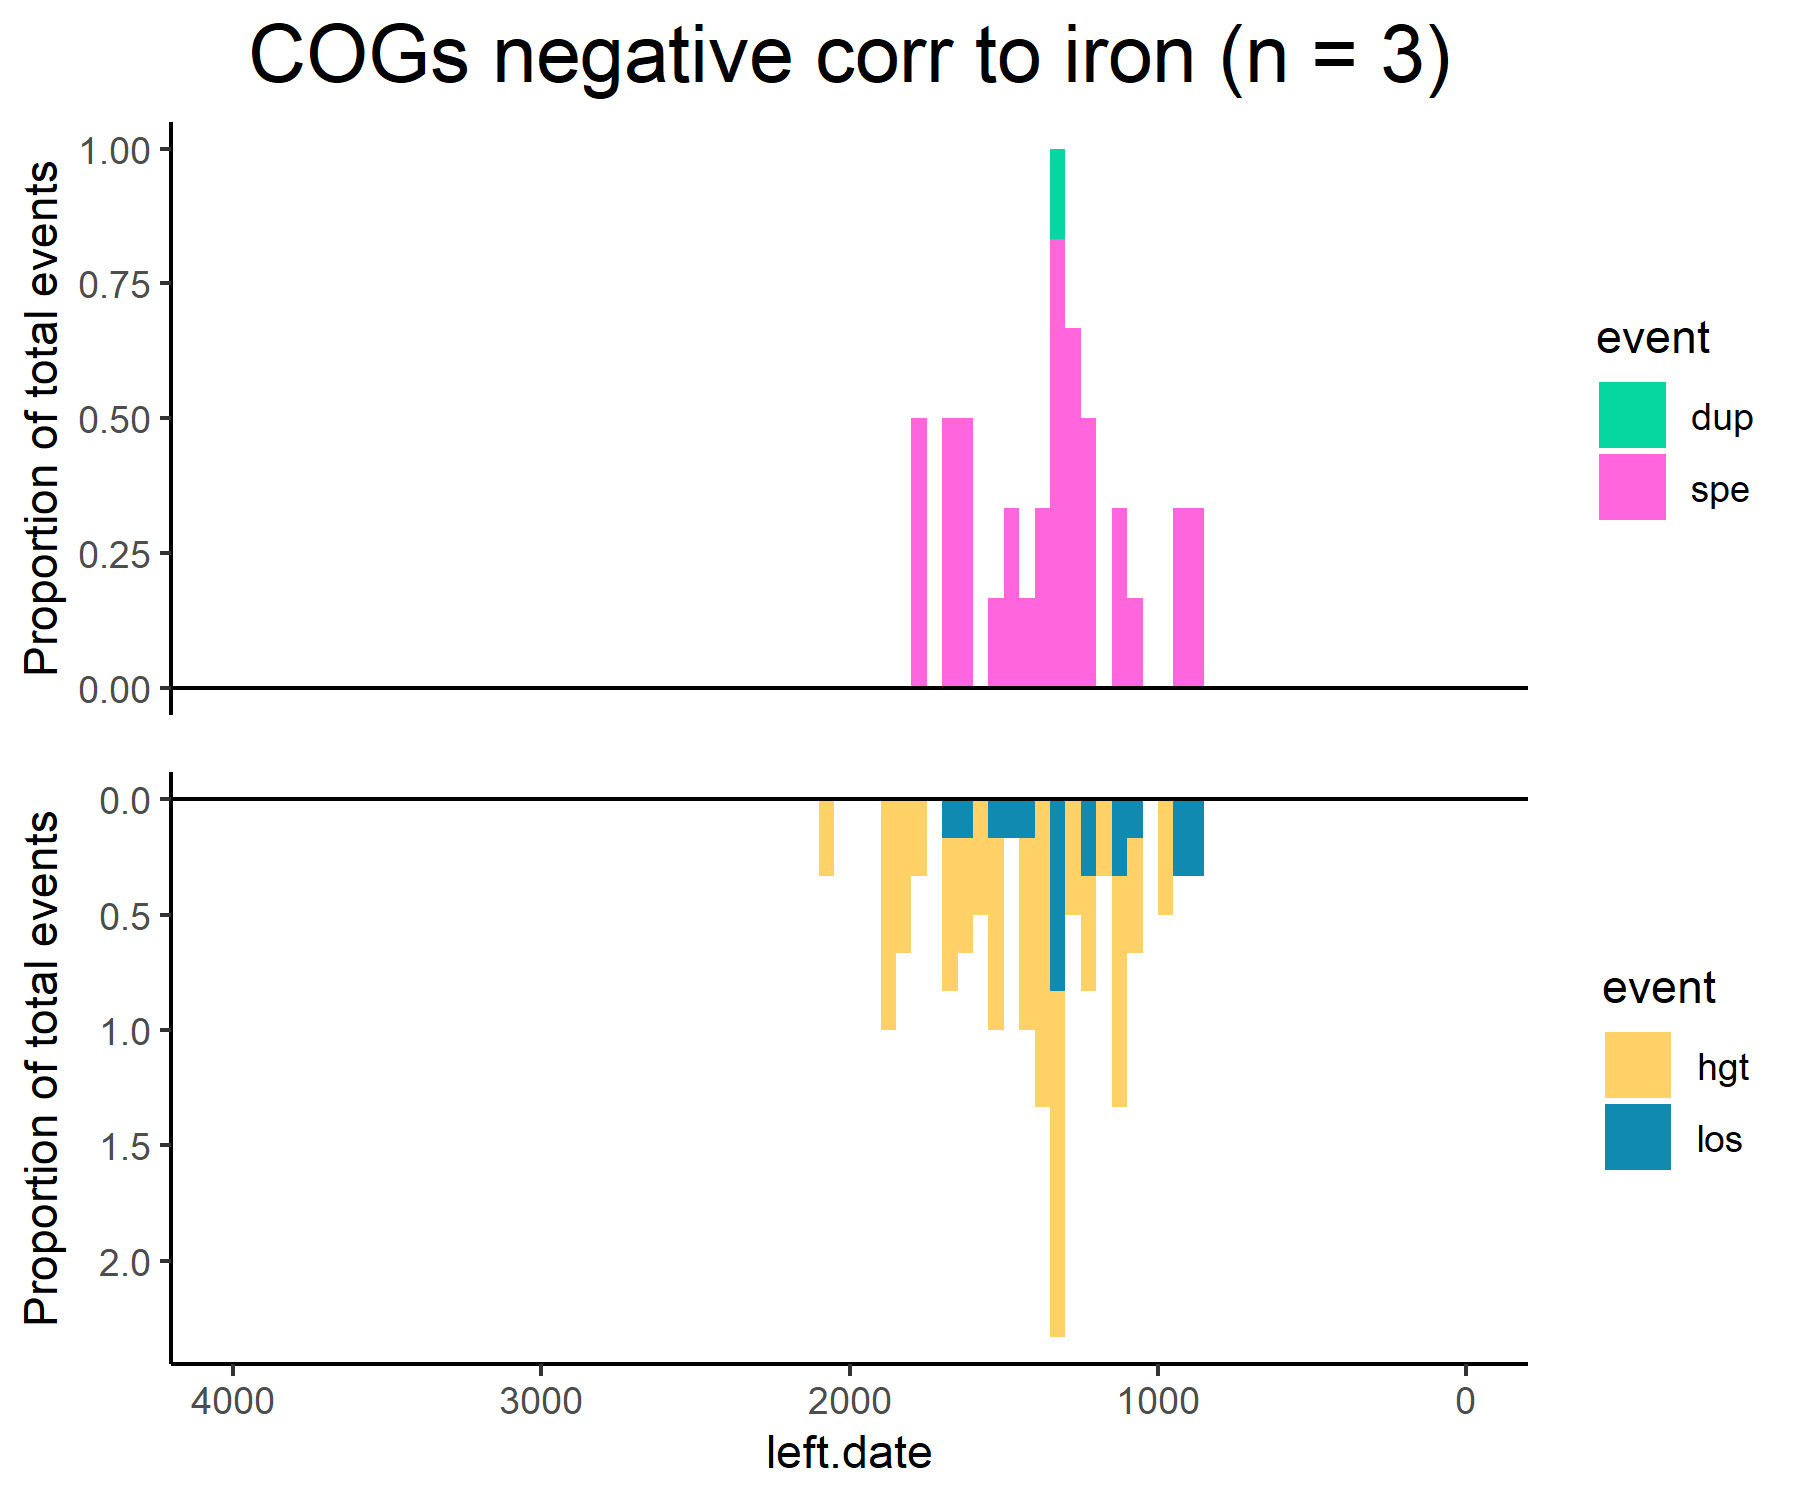 COGs negative corr to iron (n = 3)
Proportion of total events
1.00
0.75
0.50
0.25
0.00
event
dup
spe
Proportion of total events
0.0
0.5
1.0
1.5
2.0
event
hgt
los
4000 3000 2000 1000 0
left.date